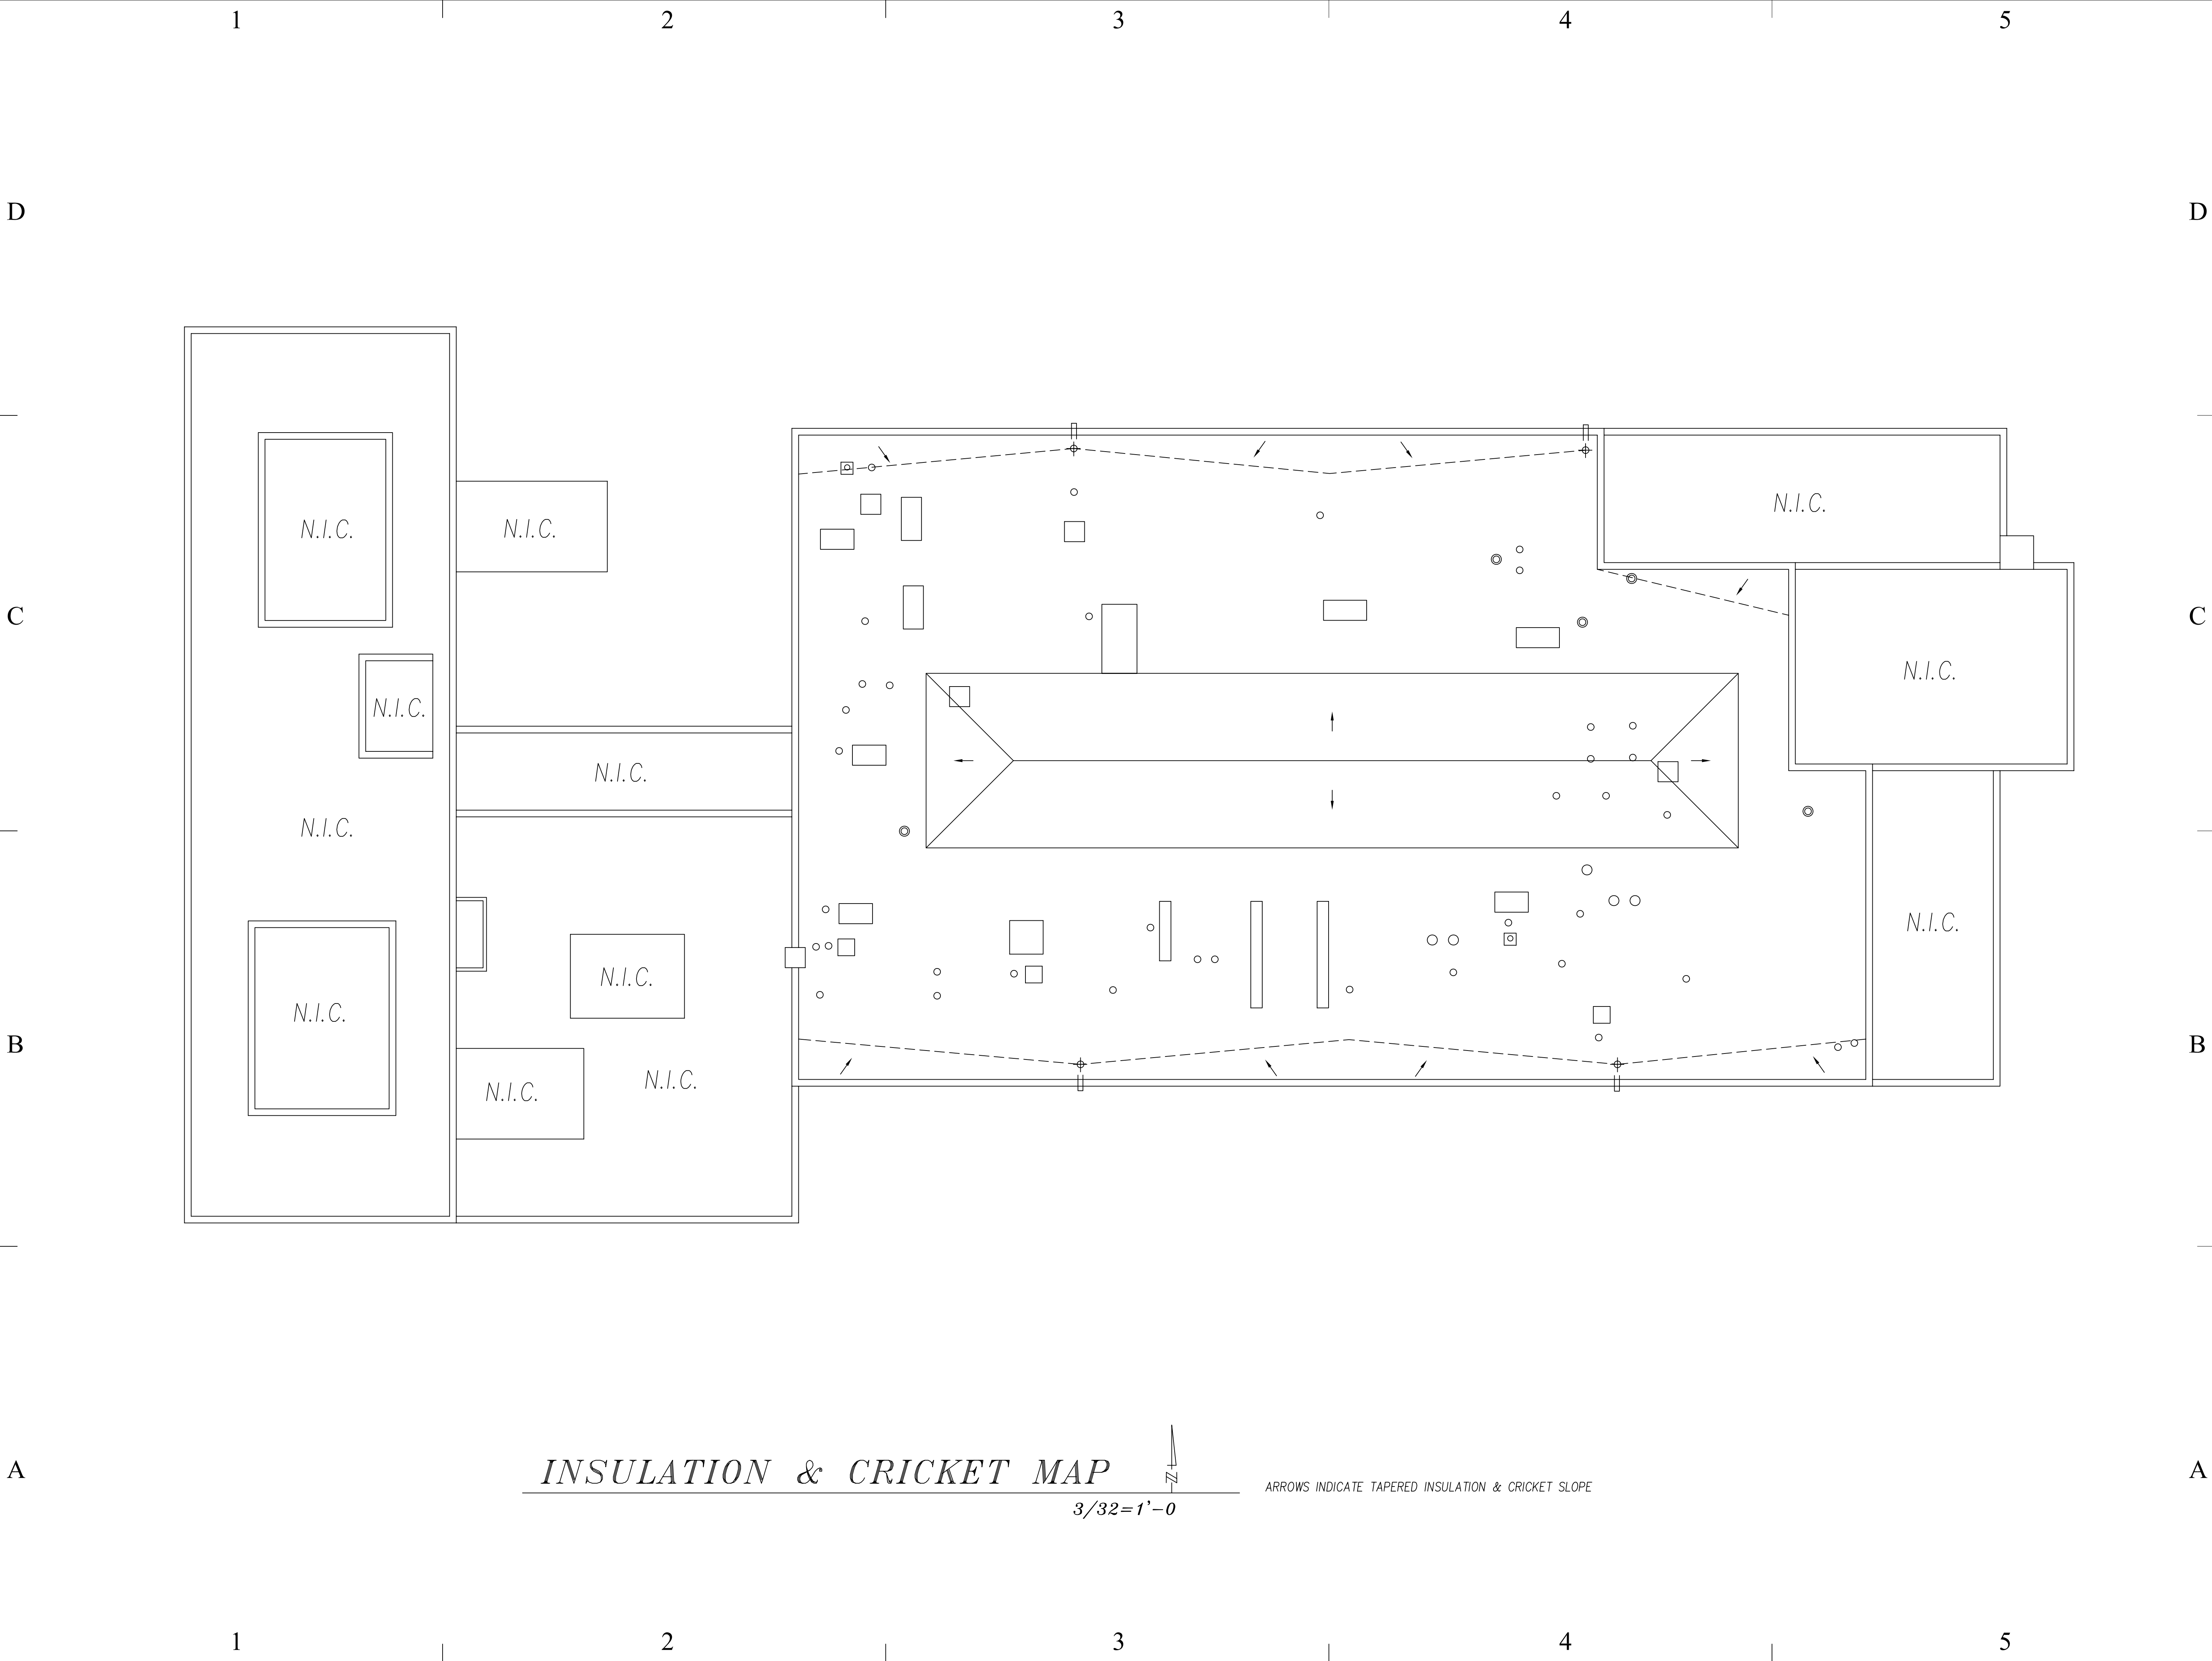 1 2 3 4 5
D D
N.I.C.
N.I.C. N.I.C.
C C
N.I.C.
N.I.C.
N.I.C.
N.I.C.
N.I.C.
N.I.C.
N.I.C.
N.I.C.
B B
N.I.C.
N.I.C.
INSULATION & CRICKET MAP
N
A A
ARROWS INDICATE TAPERED INSULATION & CRICKET SLOPE
3/32=1'-0
1 2 3 4 5